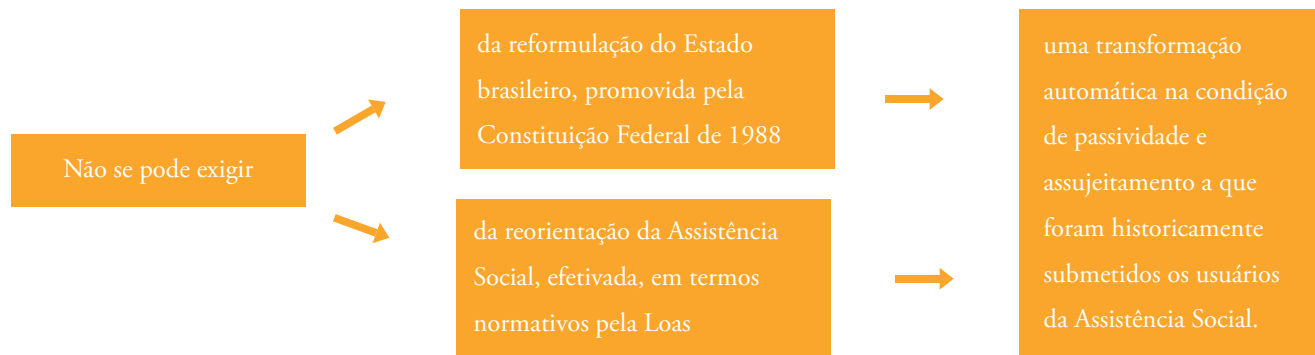 Não se pode exigir
da reformulação do Estado
brasileiro, promovida pela
Constituição Federal de 1988
da reorientação da Assistência
Social, efetivada, em termos
normativos pela Loas
uma transformação
automática na condição
de passividade e
assujeitamento a que
foram historicamente
submetidos os usuários
da Assistência Social.